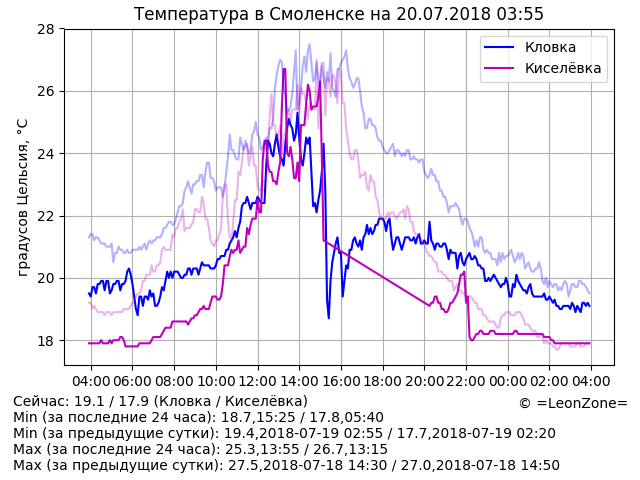 Температура в Смоленске на 20.07.2018 03:55
28
26
24
22
20
18
градусов Цельсия, °C
Кловка
Киселёвка
04:00 06:00 08:00 10:00 12:00 14:00 16:00 18:00 20:00 22:00 00:00 02:00 04:00
Сейчас: 19.1 / 17.9 (Кловка / Киселёвка)
© =LeonZone=
Min (за последние 24 часа): 18.7,15:25 / 17.8,05:40
Min (за предыдущие сутки): 19.4,2018-07-19 02:55 / 17.7,2018-07-19 02:20
Max (за последние 24 часа): 25.3,13:55 / 26.7,13:15
Max (за предыдущие сутки): 27.5,2018-07-18 14:30 / 27.0,2018-07-18 14:50